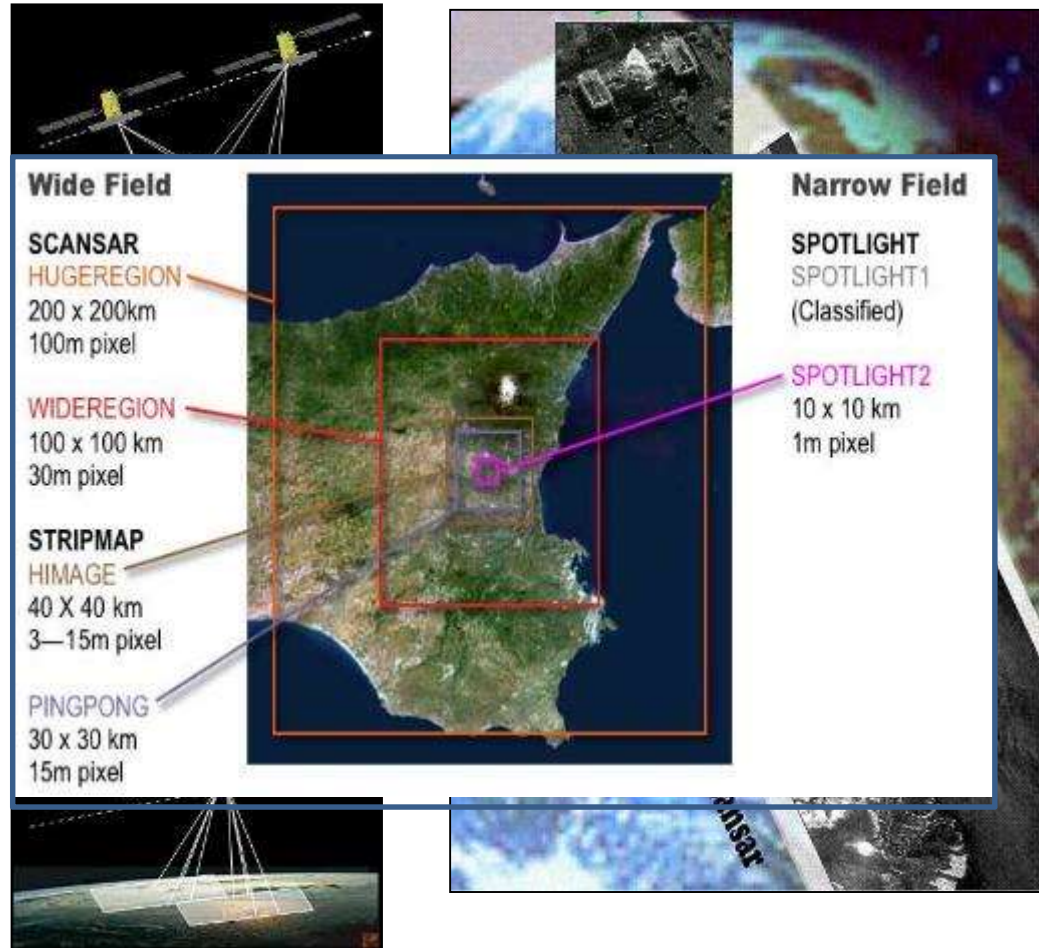 Wide Field
SCANSAR
HUGEREGION
200 x 200km
100m pixel
WIDEREGION
100 x 100 km
30m pixel
STRIPMAP
HIMAGE
40 X 40 km
3—15m pixel
PINGPONG
30 x 30 km
15m pixel
Narrow Field
SPOTLIGHT
SPOTLIGHT1
(Classified)
SPOTLIGHT2
10 x 10 km
1m pixel
ansar